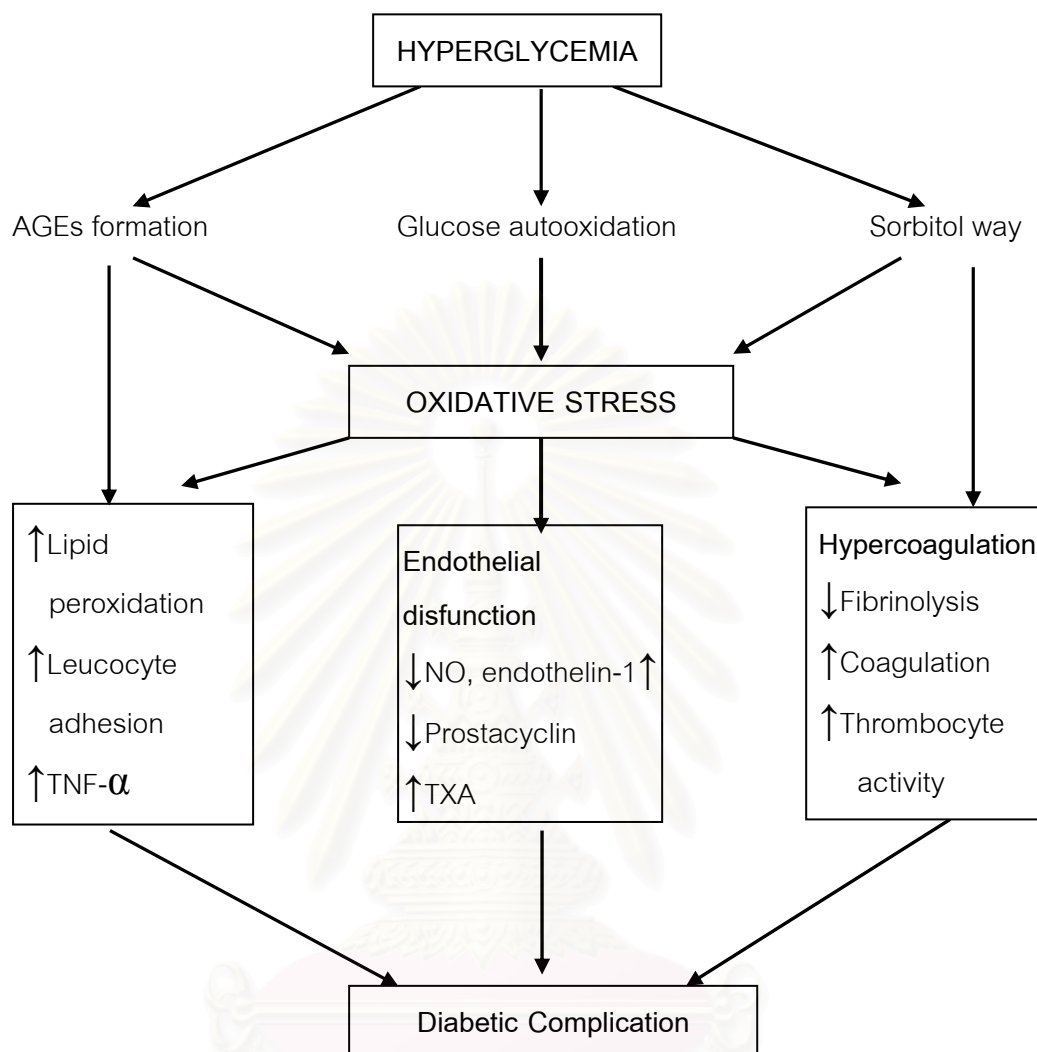 HYPERGLYCEMIA
AGEs formation
Glucose autooxidation
Sorbitol way
OXIDATIVE STRESS
↑Lipid
peroxidation
↑Leucocyte
adhesion
↑TNF-α
Endothelial
disfunction
↓NO, endothelin-1↑
↓Prostacyclin
↑TXA
Hypercoagulation
↓Fibrinolysis
↑Coagulation
↑Thrombocyte
activity
Diabetic Complication